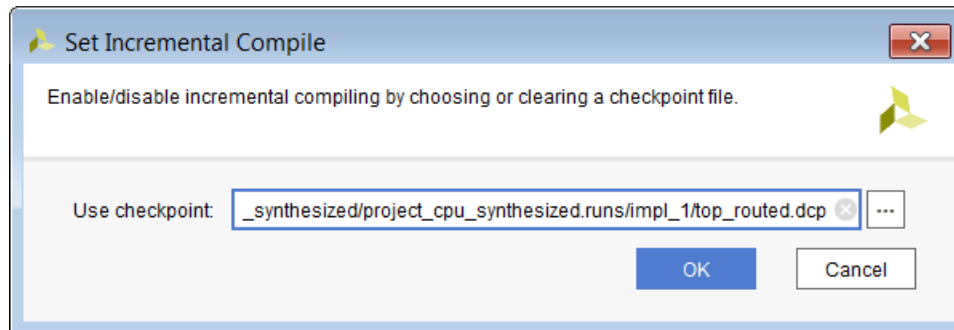 Set Incremental Compile
Enable/disable incremental compiling by choosing or clearing a checkpoint file.
Use checkpoint: _synthesized/project_cpu_synthesized.runs/impl_1/top_routed.dcp ...
OK Cancel